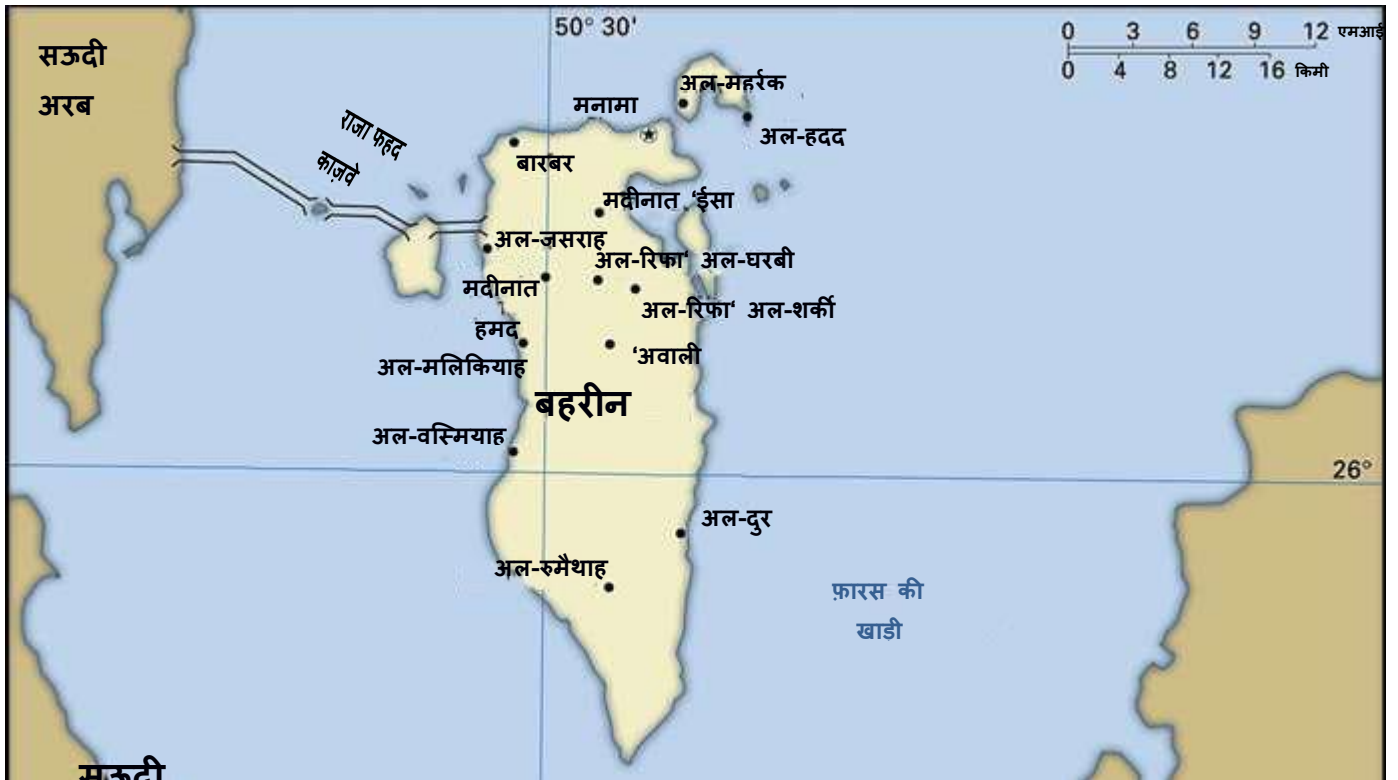 सऊदी
अरब
50° 30'
0 3 6 9 12 एमआई
0 4 8 12 16 किमी
राजा फहद
काज़वे
अल-महर्रक
मनामा
अल-हदद
बारबर
मदीनात ‘ईसा
अल-जसराह
अल-रिफा‘ अल-घरबी
मदीनात
हमद
अल-रिफा‘ अल-शर्की
‘अवाली
अल-मलिकियाह
बहरीन
अल-वस्मियाह
26°
अल-दुर
अल-रुमैथाह
फ़ारस की
खाडी
सऊदी